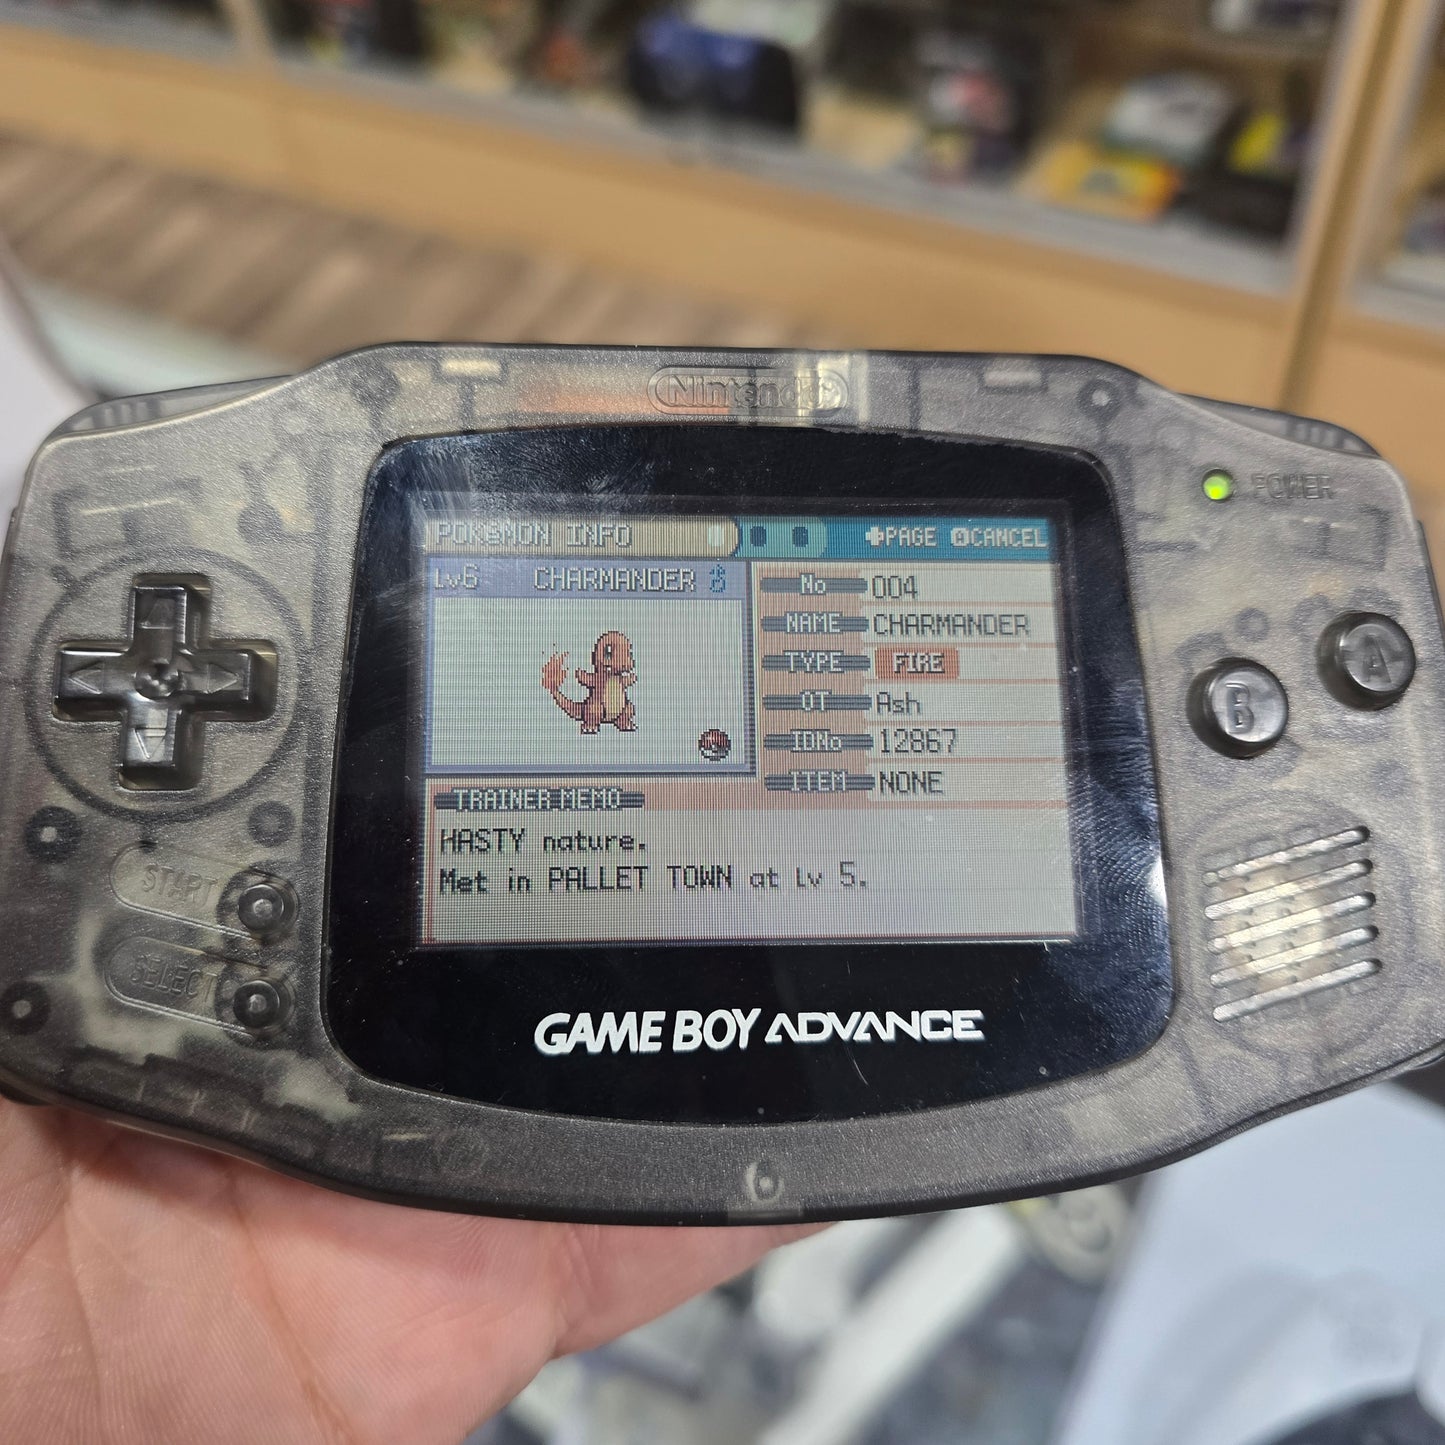 Nintendo
POWER
POKéMON INFO
PAGE CANCEL
Lv6 CHARMANDER ♂
No 004
NAME CHARMANDER
TYPE FIRE
OT Ash
IDNo 12867
ITEM NONE
TRAINER MEMO
HASTY nature.
Met in PALLET TOWN at Lv 5.
START
SELECT
B
A
GAME BOY ADVANCE